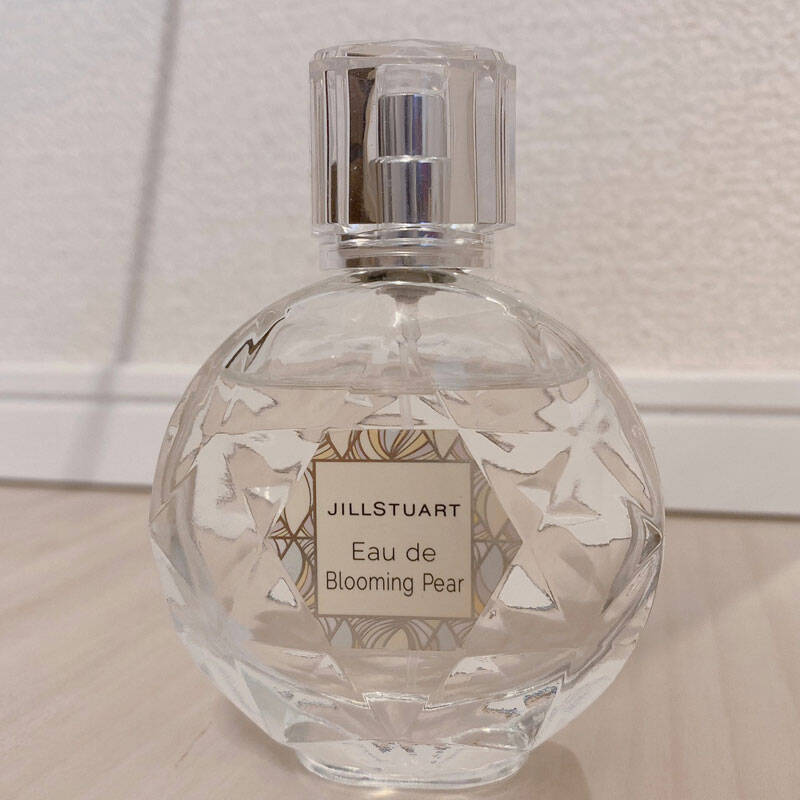 JILLSTUART
Eau de
Blooming Pear